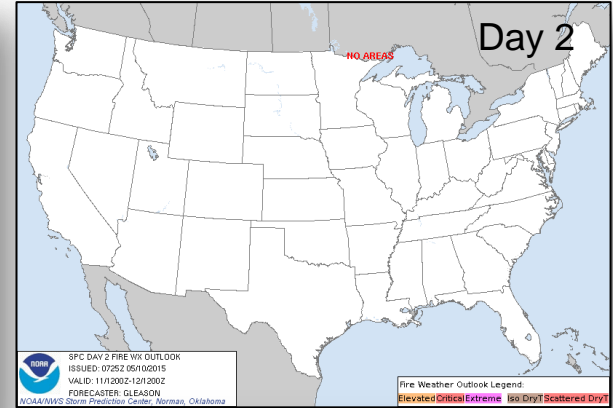 Day 2
NO AREAS
SPC DAY 2 FIRE WX OUTLOOK
ISSUED: 0725Z 05/10/2015
VALID: 11/1200Z-12/1200Z
FORECASTER: GLEASON
NOAA/NWS Storm Prediction Center, Norman, Oklahoma
NOAA
Fire Weather Outlook Legend:
Elevated Critical Extreme Iso DryT Scattered DryT